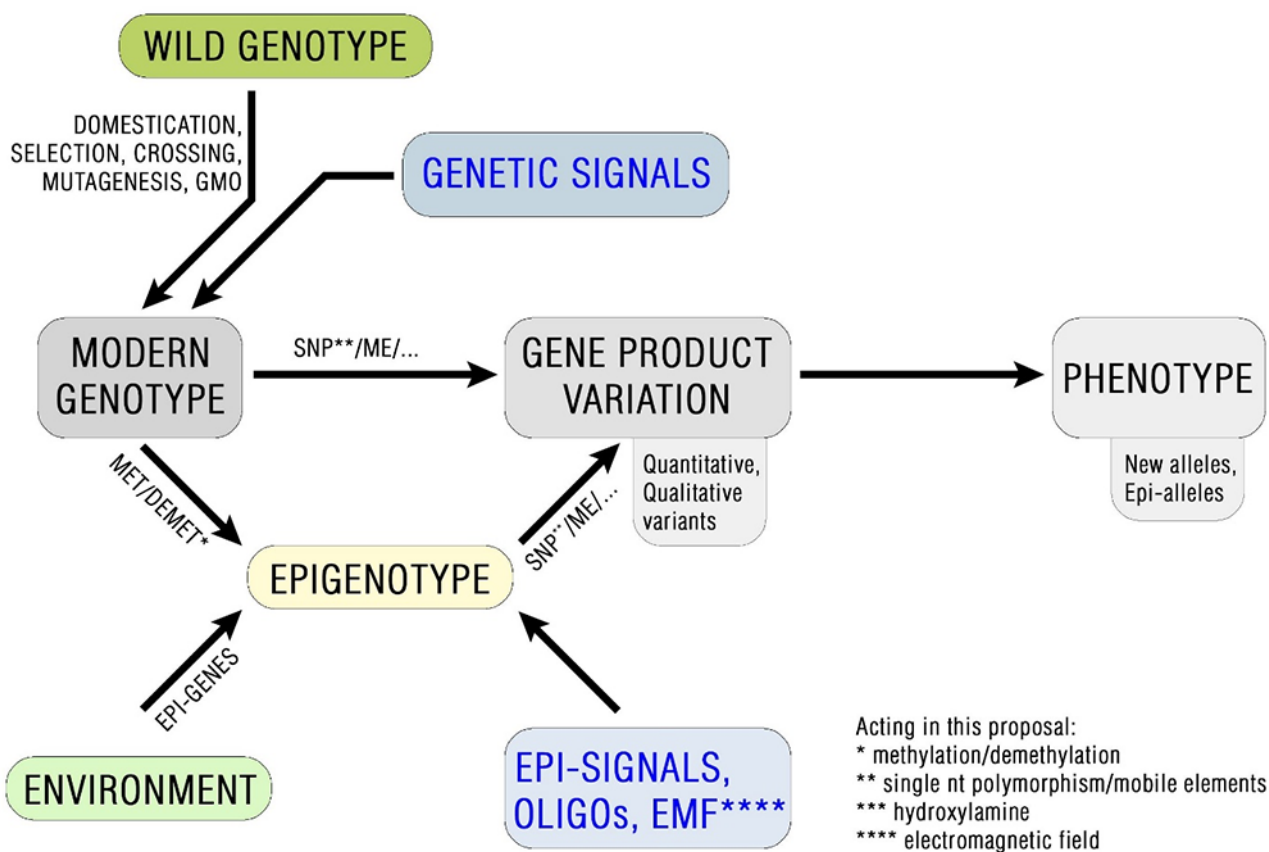 WILD GENOTYPE
DOMESTICATION,
SELECTION, CROSSING,
MUTAGENESIS, GMO
GENETIC SIGNALS
MODERN
GENOTYPE
SNP**/ME/...
GENE PRODUCT
VARIATION
Quantitative,
Qualitative
variants
PHENOTYPE
New alleles,
Epi-alleles
MET/DEMET*
SNP**/ME/...
EPIGENOTYPE
EPI-GENES
ENVIRONMENT
EPI-SIGNALS,
OLIGOs, EMF****
Acting in this proposal:
* methylation/demethylation
** single nt polymorphism/mobile elements
*** hydroxylamine
**** electromagnetic field